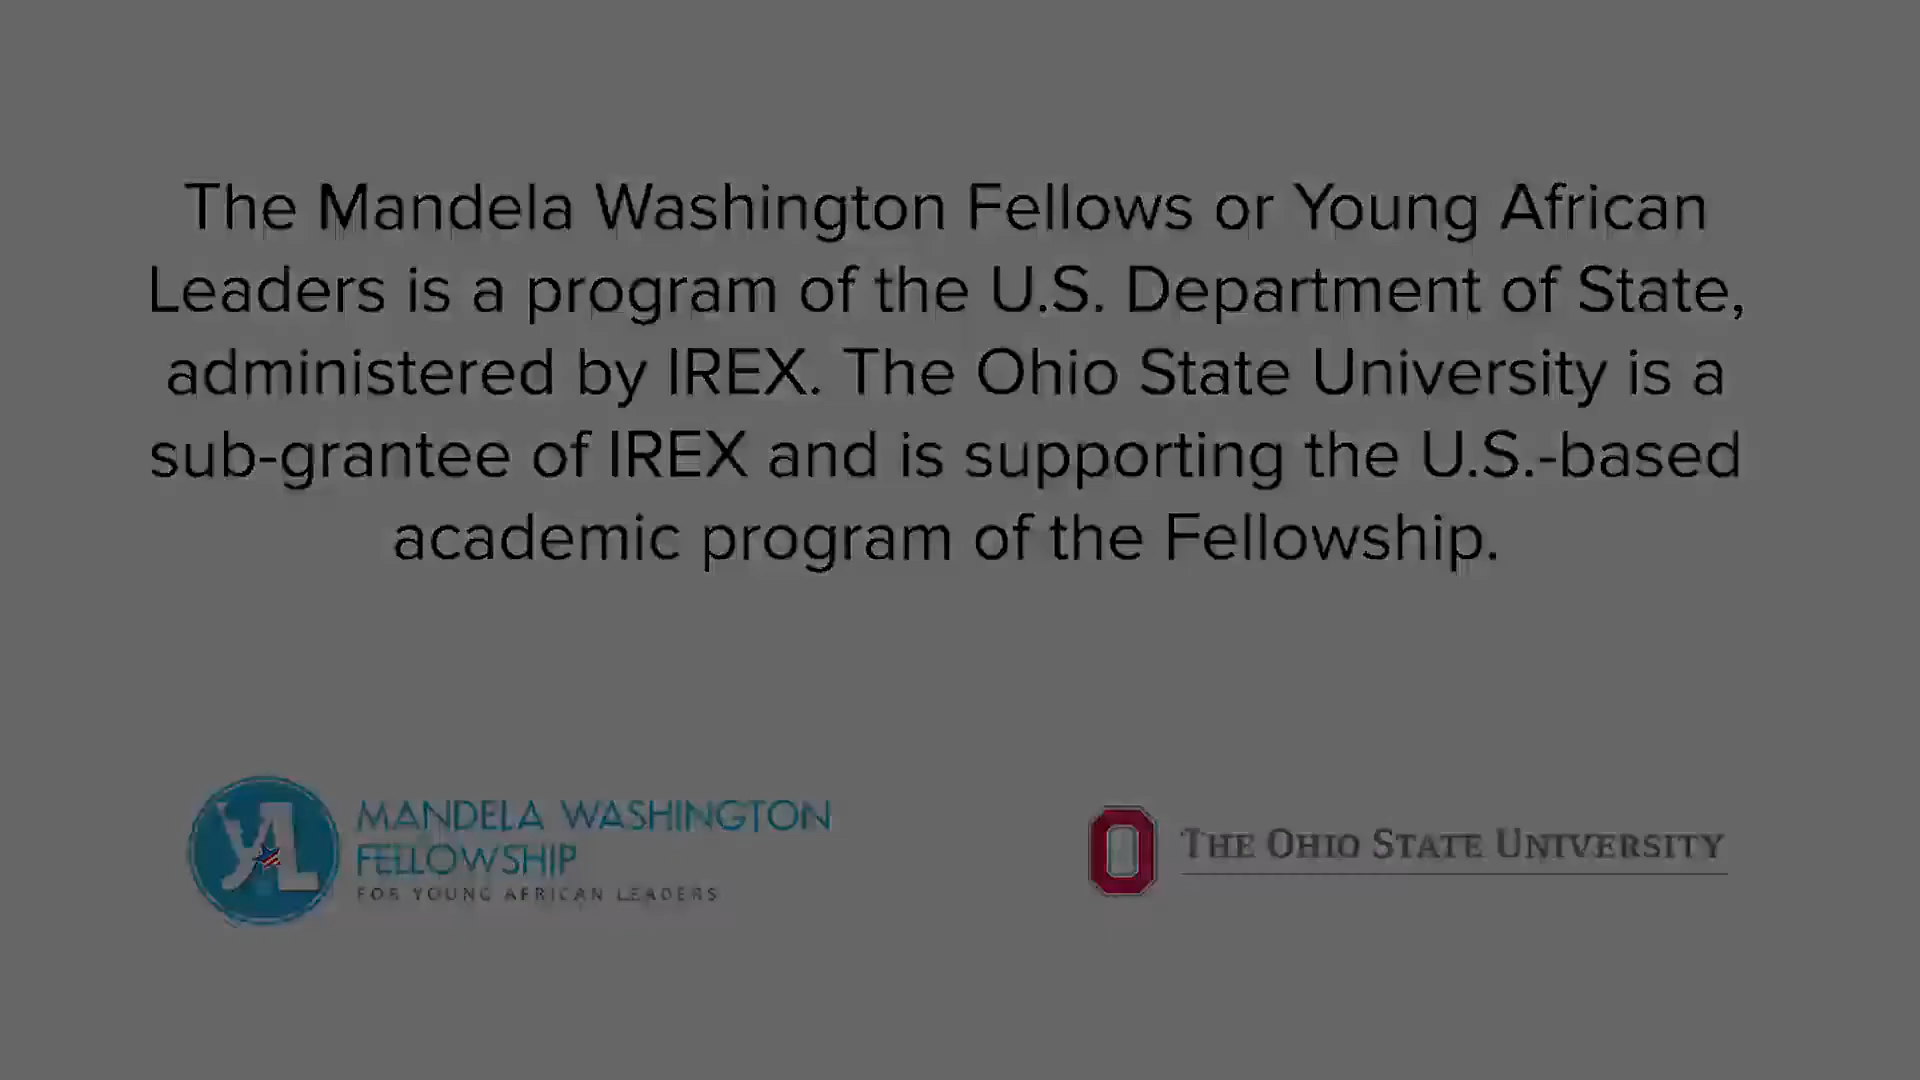 The Mandela Washington Fellows or Young African
Leaders is a program of the U.S. Department of State,
administered by IREX. The Ohio State University is a
sub-grantee of IREX and is supporting the U.S.-based
academic program of the Fellowship.
YAL
MANDELA WASHINGTON
FELLOWSHIP
FOR YOUNG AFRICAN LEADERS
O
THE OHIO STATE UNIVERSITY